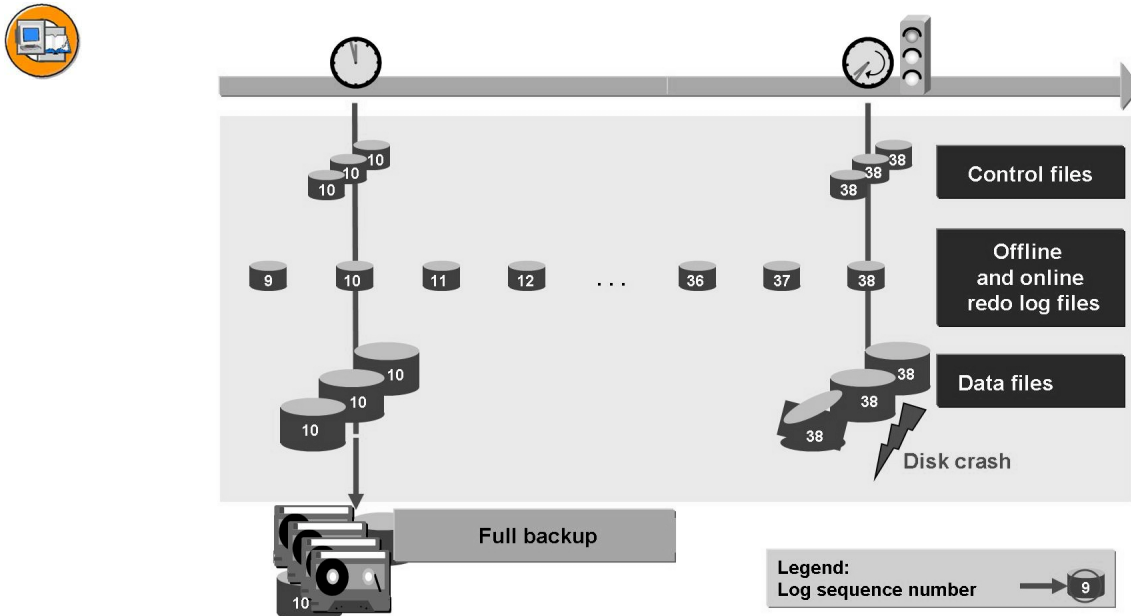 10
10
10
38
38
38
Control files
9
10
11
12
...
36
37
38
Offline
and online
redo log files
10
10
10
38
38
38
Data files
Disk crash
Full backup
10
Legend:
Log sequence number
9